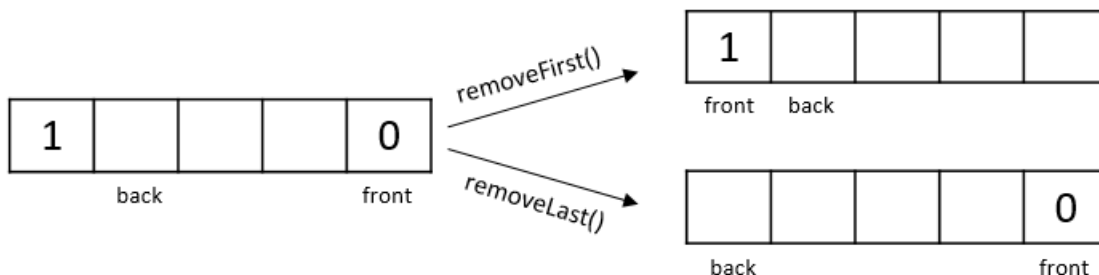 1 0
back front
removeFirst()
removeLast()
1
front back
0
back front